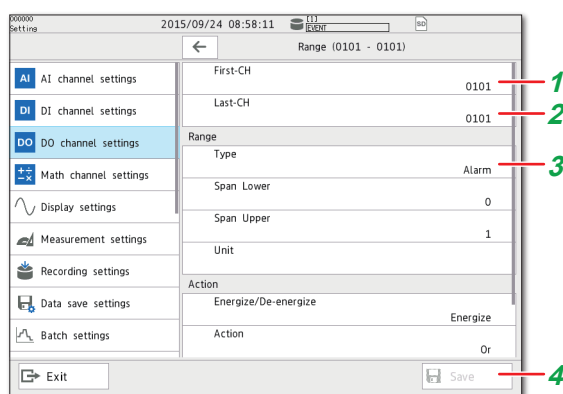 000000
Setting
2015/09/24 08:58:11
[1]
EVENT
SD
Range (0101 - 0101)
AI AI channel settings
DI DI channel settings
DO DO channel settings
Math channel settings
Display settings
Measurement settings
Recording settings
Data save settings
Batch settings
First-CH
0101
1
Last-CH
0101
2
Range
Type
Alarm
3
Span Lower
0
Span Upper
1
Unit
Action
Energize/De-energize
Energize
Action
Or
Exit
Save
4